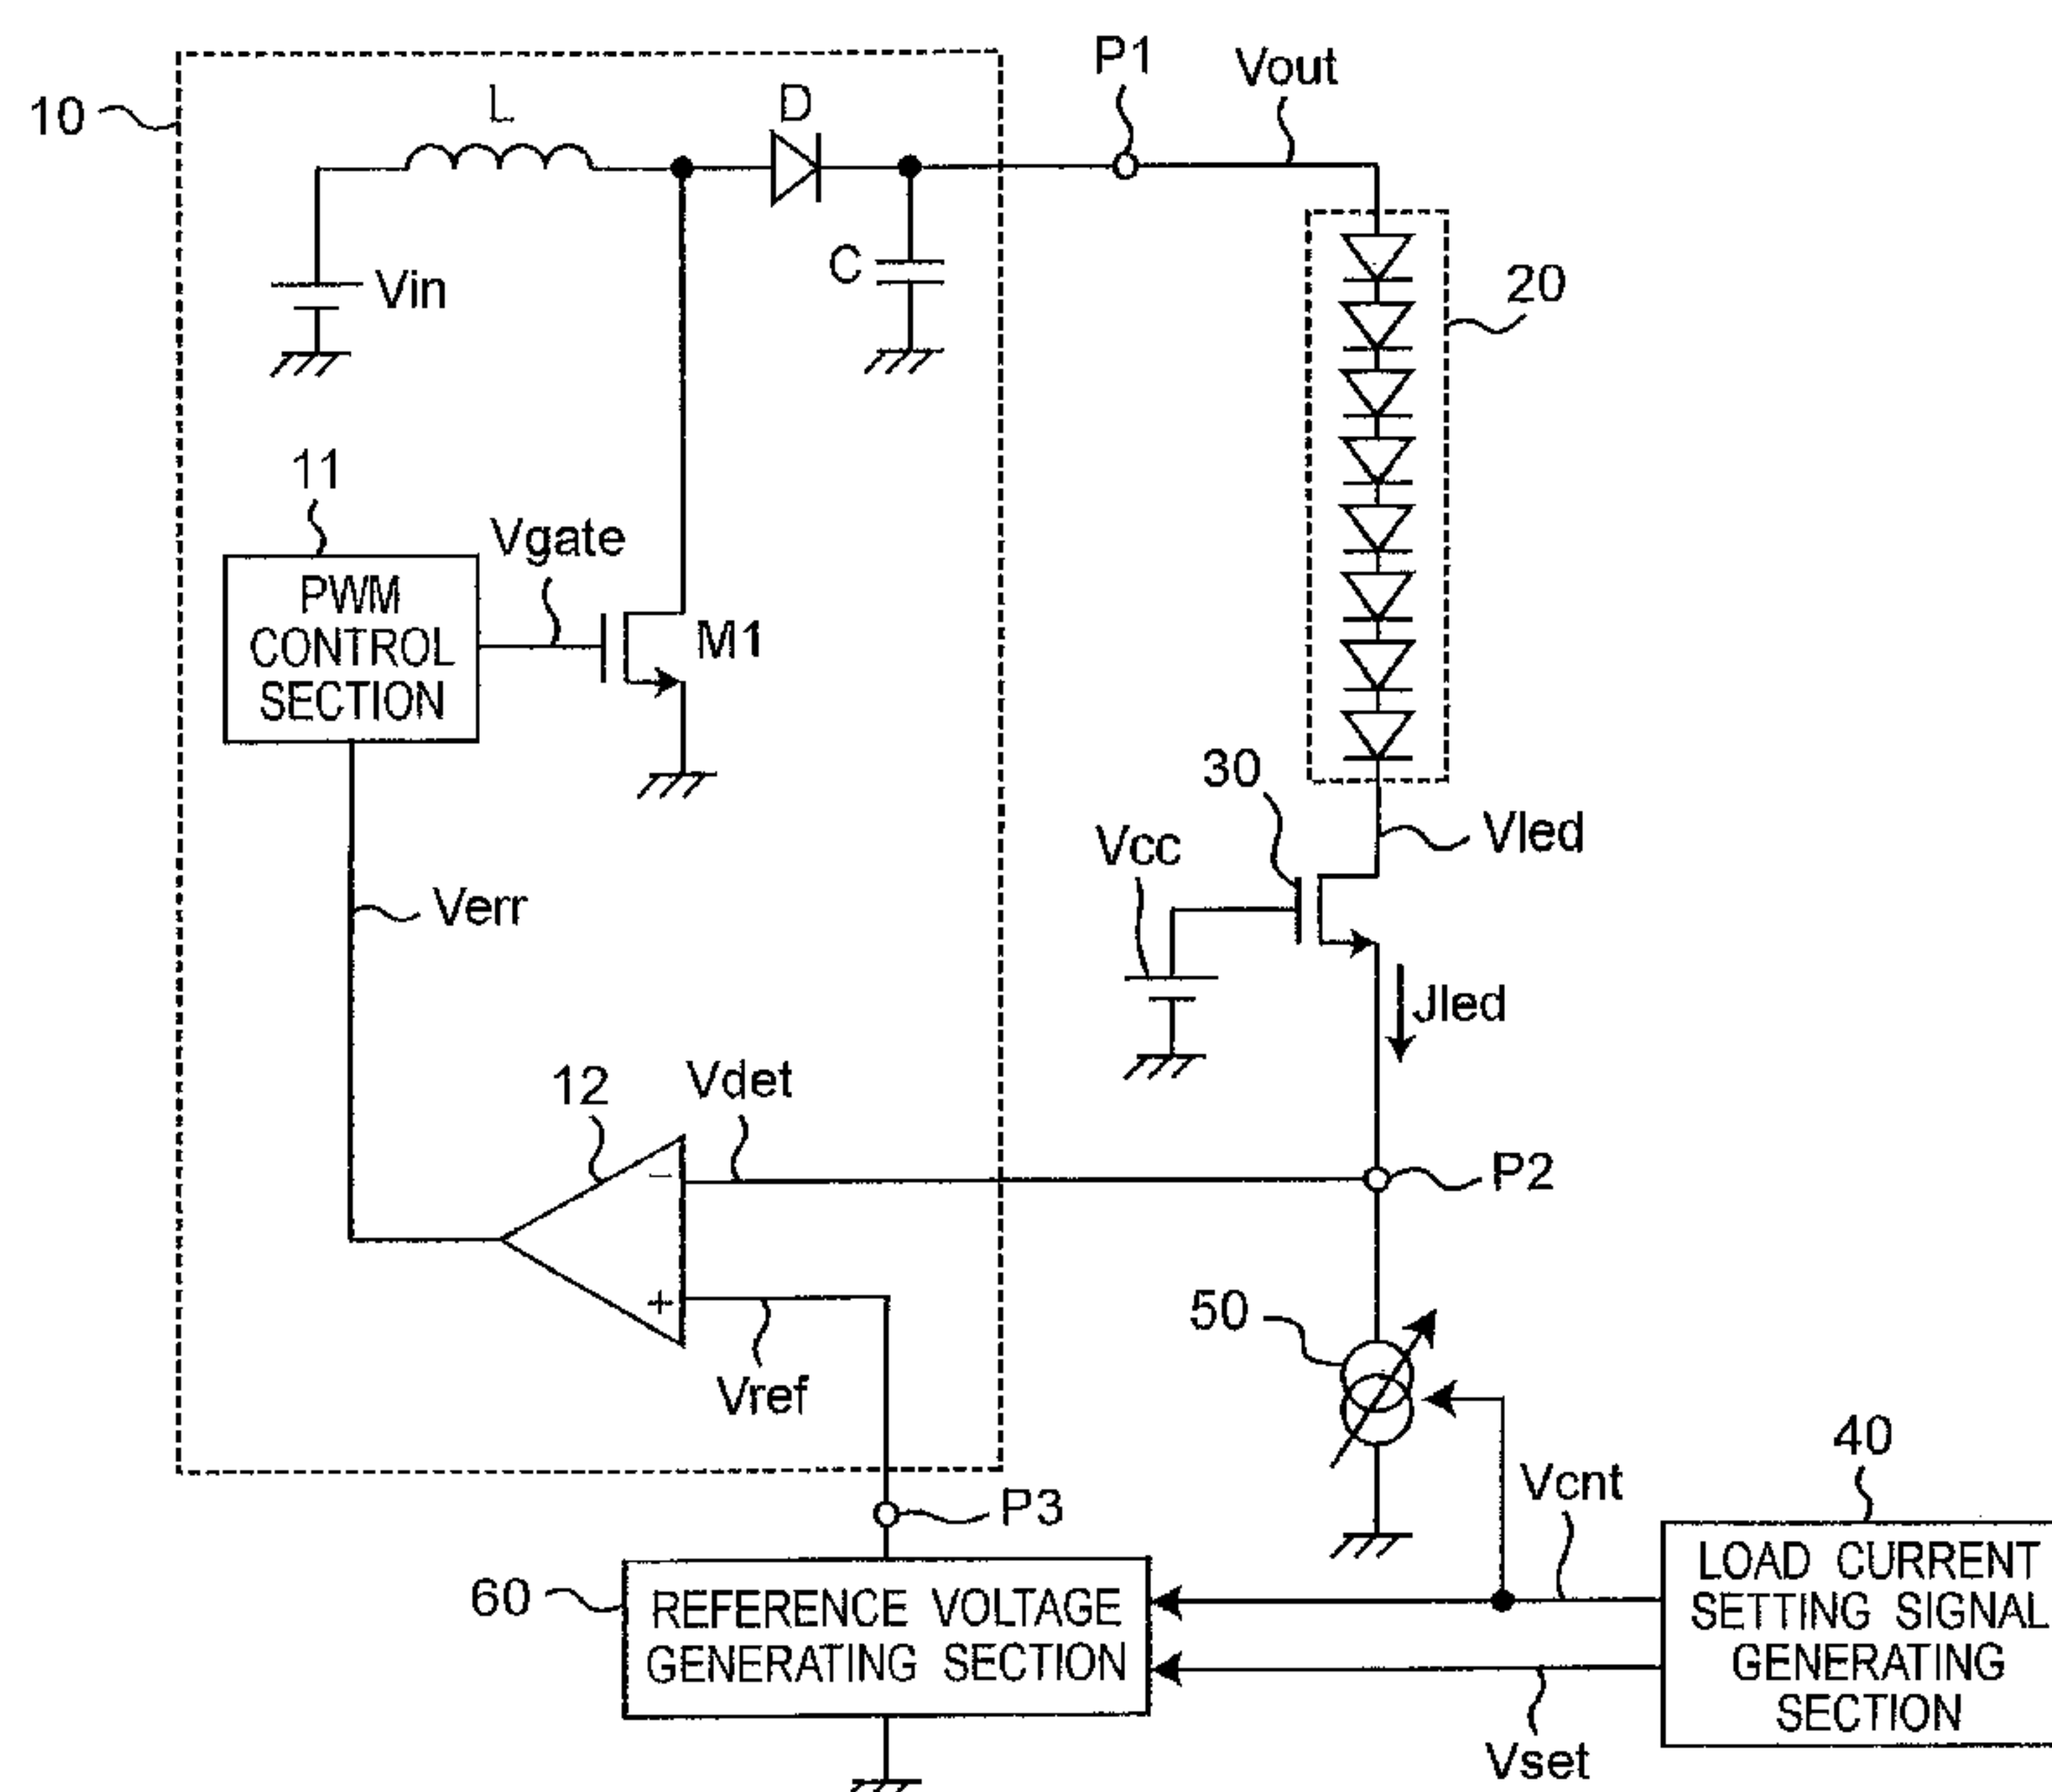 P1
Vout
10
L
D
Vin
C
20
11
Vgate
PWM
CONTROL
SECTION
M1
30
Vcc
Vled
Verr
Jled
12
Vdet
−
P2
+
50
Vref
40
Vcnt
P3
60
REFERENCE VOLTAGE
GENERATING SECTION
LOAD CURRENT
SETTING SIGNAL
GENERATING
SECTION
Vset